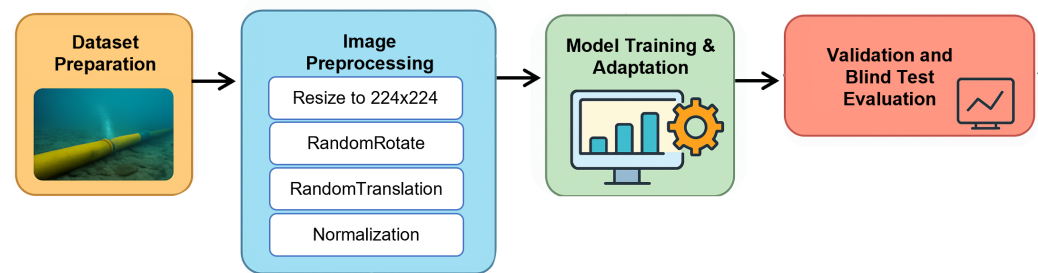 Dataset
Preparation
Image
Preprocessing
Resize to 224x224
RandomRotate
RandomTranslation
Normalization
Model Training &
Adaptation
Validation and
Blind Test
Evaluation